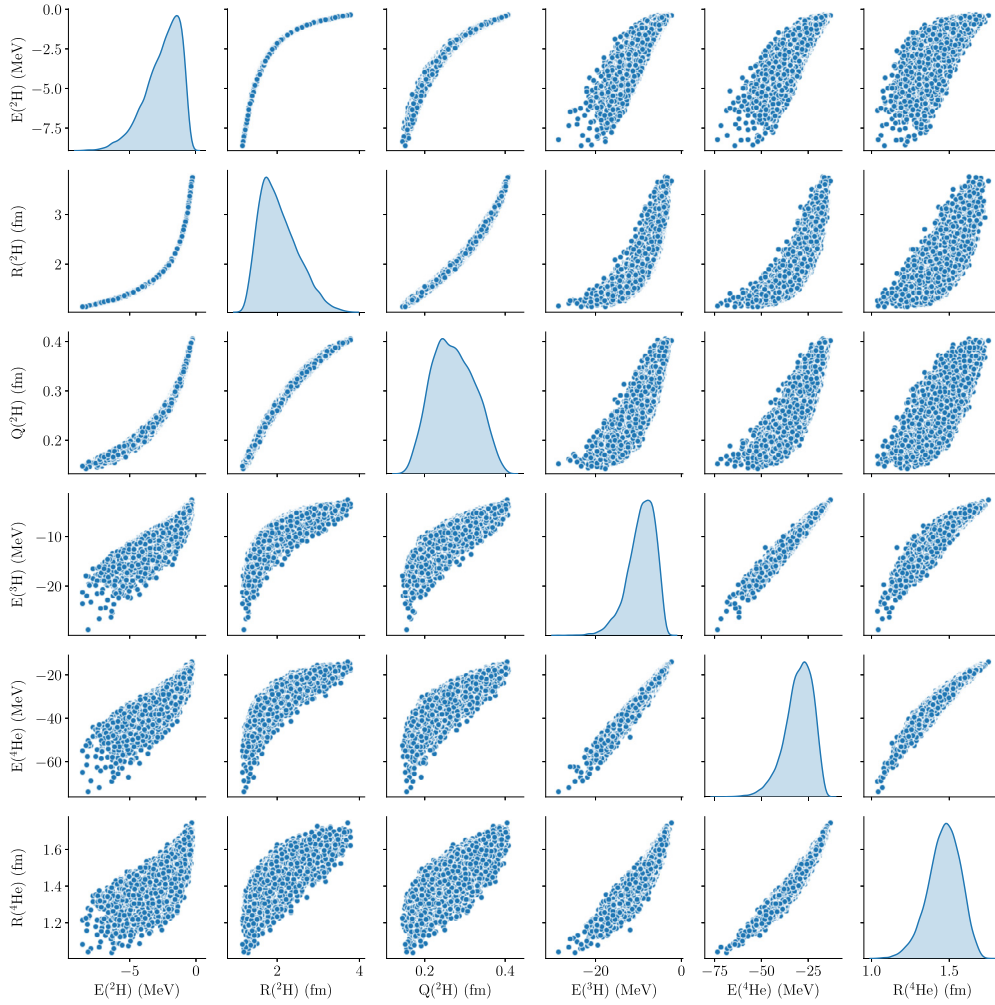 E(²H) (MeV)
0.0
−2.5
−5.0
−7.5
R(²H) (fm)
3
2
Q(²H) (fm)
0.4
0.3
0.2
E(³H) (MeV)
−10
−20
E(⁴He) (MeV)
−20
−40
−60
R(⁴He) (fm)
1.6
1.4
1.2
−5 0 2 4 0.2 0.4 −20 0 −75 −50 −25 1.0 1.5
E(²H) (MeV) R(²H) (fm) Q(²H) (fm) E(³H) (MeV) E(⁴He) (MeV) R(⁴He) (fm)